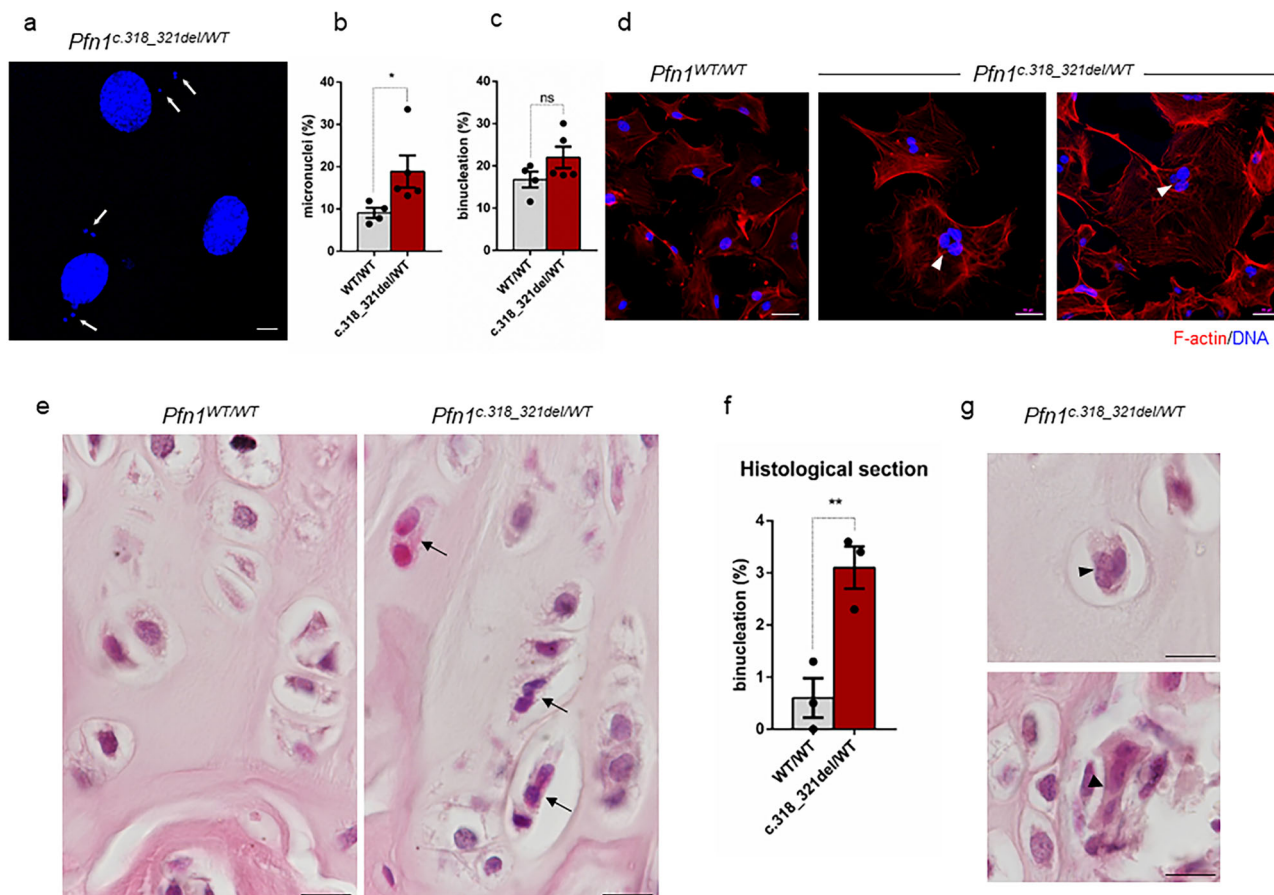 a
Pfn1c.318_321del/WT
b
*
micronuclei (%)
40
30
20
10
0
WT/WT
c.318_321del/WT
c
ns
binucleation (%)
40
30
20
10
0
WT/WT
c.318_321del/WT
d
Pfn1WT/WT
Pfn1c.318_321del/WT
F-actin/DNA
e
Pfn1WT/WT
Pfn1c.318_321del/WT
f
Histological section
**
binucleation (%)
4
3
2
1
0
WT/WT
c.318_321del/WT
g
Pfn1c.318_321del/WT